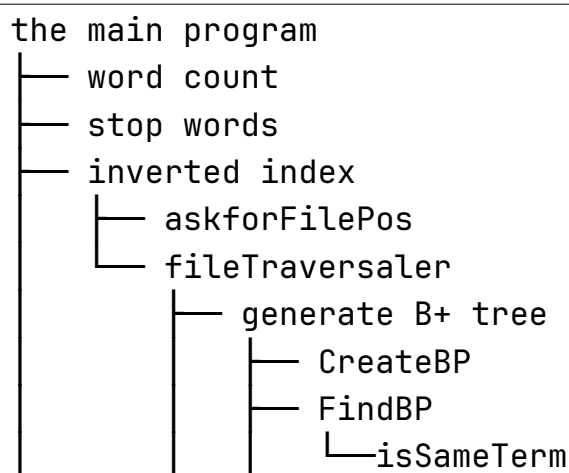 the main program
├── word count
├── stop words
├── inverted index
│   ├── askforFilePos
│   └── fileTraversaler
│       ├── generate B+ tree
│       │   ├── CreateBP
│       │   ├── FindBP
│       │   │   └──isSameTerm